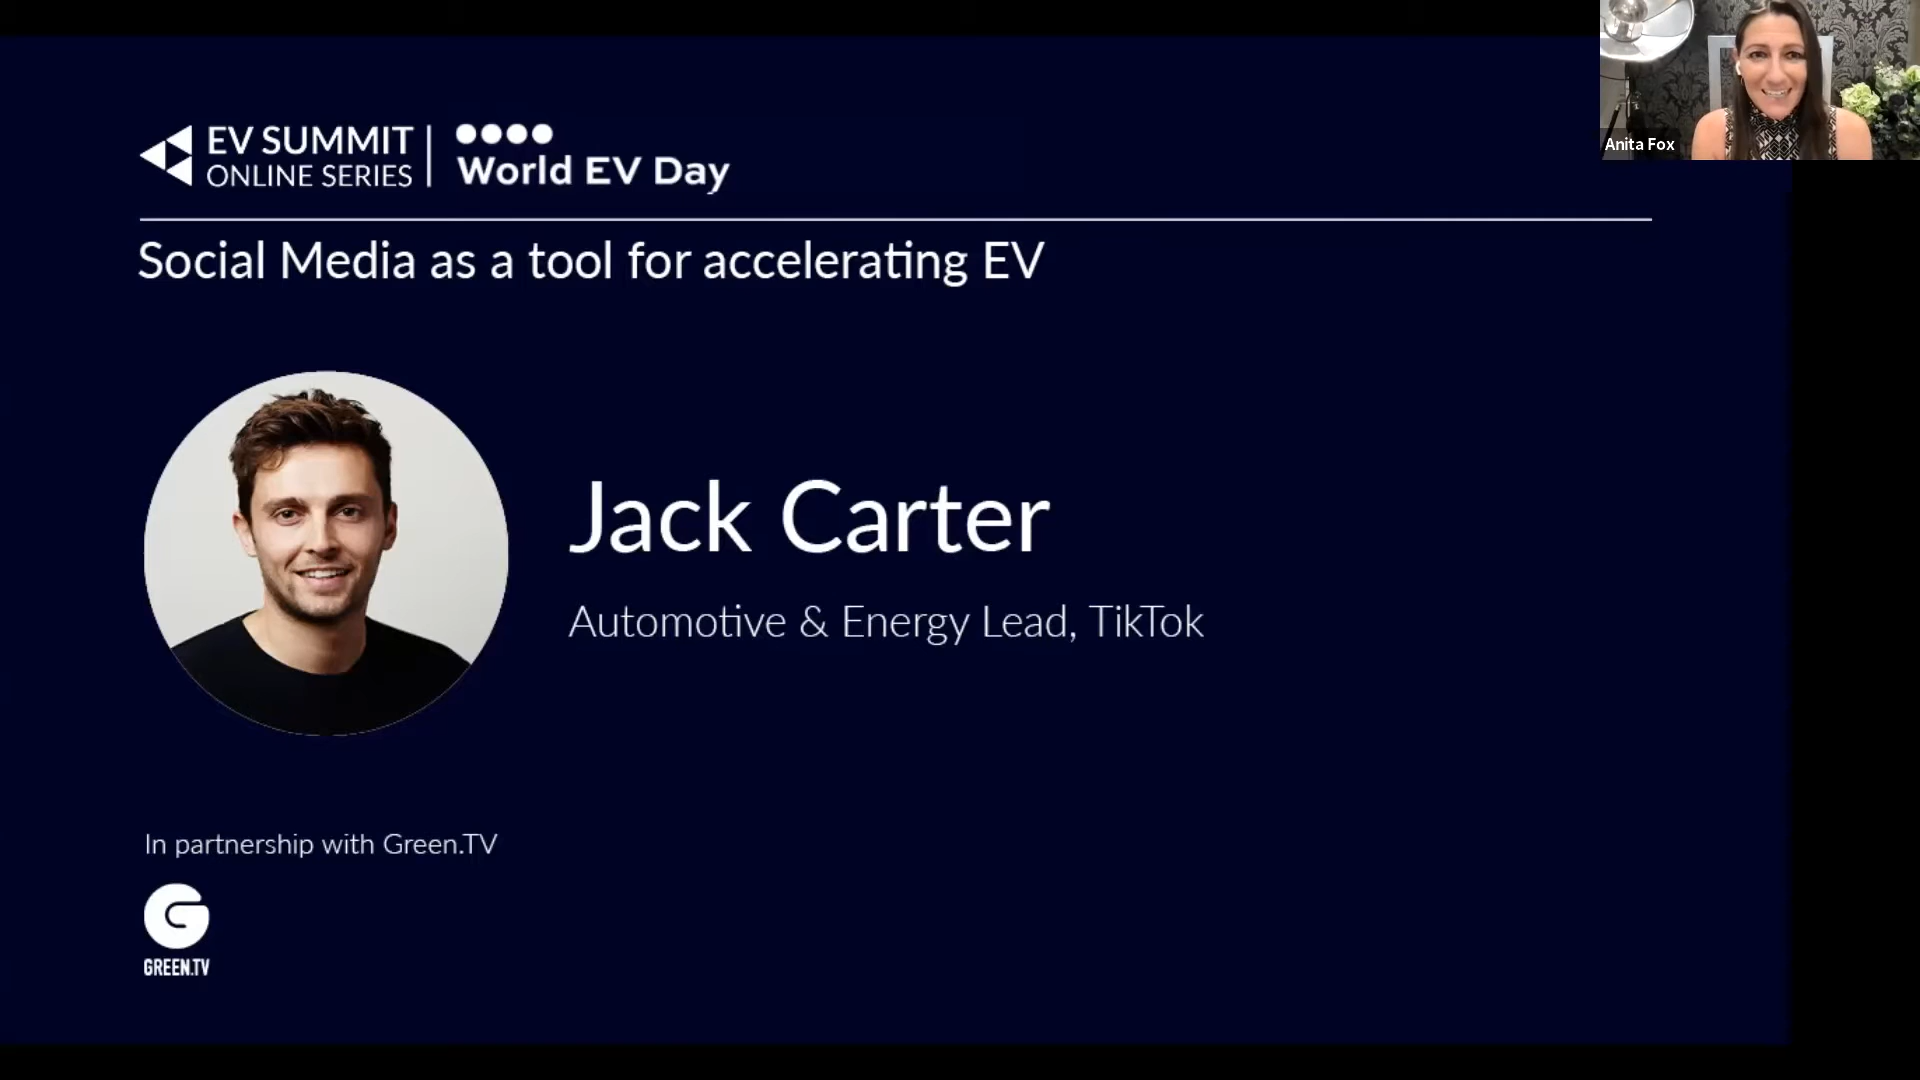 EV SUMMIT
ONLINE SERIES
World EV Day
Anita Fox
Social Media as a tool for accelerating EV
Jack Carter
Automotive & Energy Lead, TikTok
In partnership with Green.TV
GREEN.TV